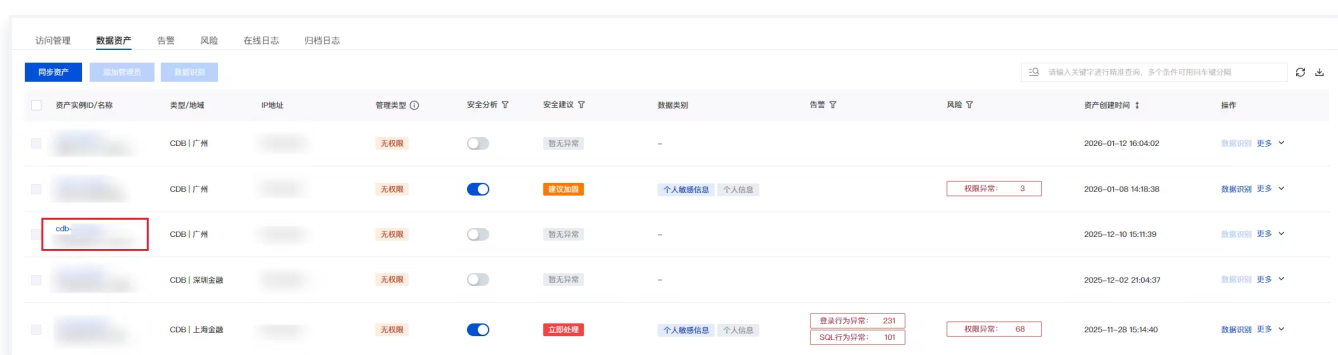 访问管理 数据资产 告警 风险 在线日志 归档日志
同步资产 添加管理员 数据识别 请输入关键字进行精准查询，多个条件可用回车键分隔
资产实例ID/名称 类型/地域 IP地址 管理类型 安全分析 安全建议 数据类别 告警 风险 资产创建时间 操作
CDB | 广州 无权限 暂无异常 – 2026-01-12 16:04:02 数据识别 更多
CDB | 广州 无权限 建议加固 个人敏感信息 个人信息 权限异常： 3 2026-01-08 14:18:38 数据识别 更多
cdb-
CDB | 广州 无权限 暂无异常 – 2025-12-10 15:11:39 数据识别 更多
CDB | 深圳金融 无权限 暂无异常 – 2025-12-02 21:04:37 数据识别 更多
登录行为异常： 231
CDB | 上海金融 无权限 立即处理 个人敏感信息 个人信息 权限异常： 68 2025-11-28 15:14:40 数据识别 更多
SQL行为异常： 101